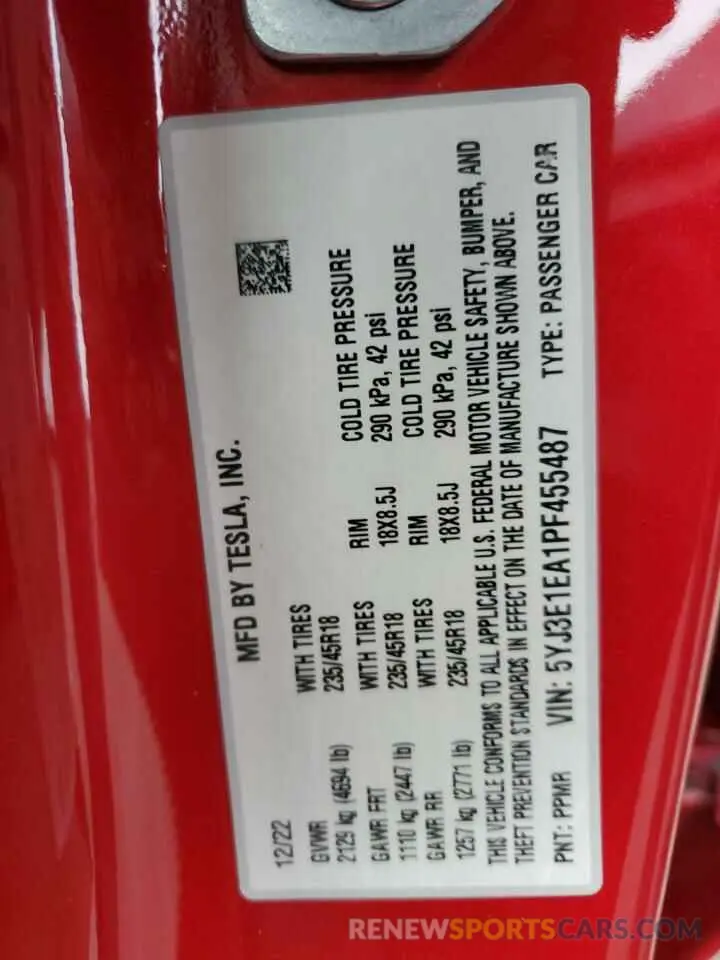 MFD BY TESLA, INC.
12/22
GVWR WITH TIRES RIM COLD TIRE PRESSURE
2129 kg (4694 lb) 235/45R18 18X8.5J 290 kPa, 42 psi
GAWR FRT WITH TIRES RIM COLD TIRE PRESSURE
1110 kg (2447 lb) 235/45R18 18X8.5J 290 kPa, 42 psi
GAWR RR WITH TIRES
1257 kg (2771 lb) 235/45R18
THIS VEHICLE CONFORMS TO ALL APPLICABLE U.S. FEDERAL MOTOR VEHICLE SAFETY, BUMPER, AND
THEFT PREVENTION STANDARDS IN EFFECT ON THE DATE OF MANUFACTURE SHOWN ABOVE.
PNT: PPMR VIN: 5YJ3E1EA1PF455487 TYPE: PASSENGER CAR
RENEWSPORTSCARS.COM